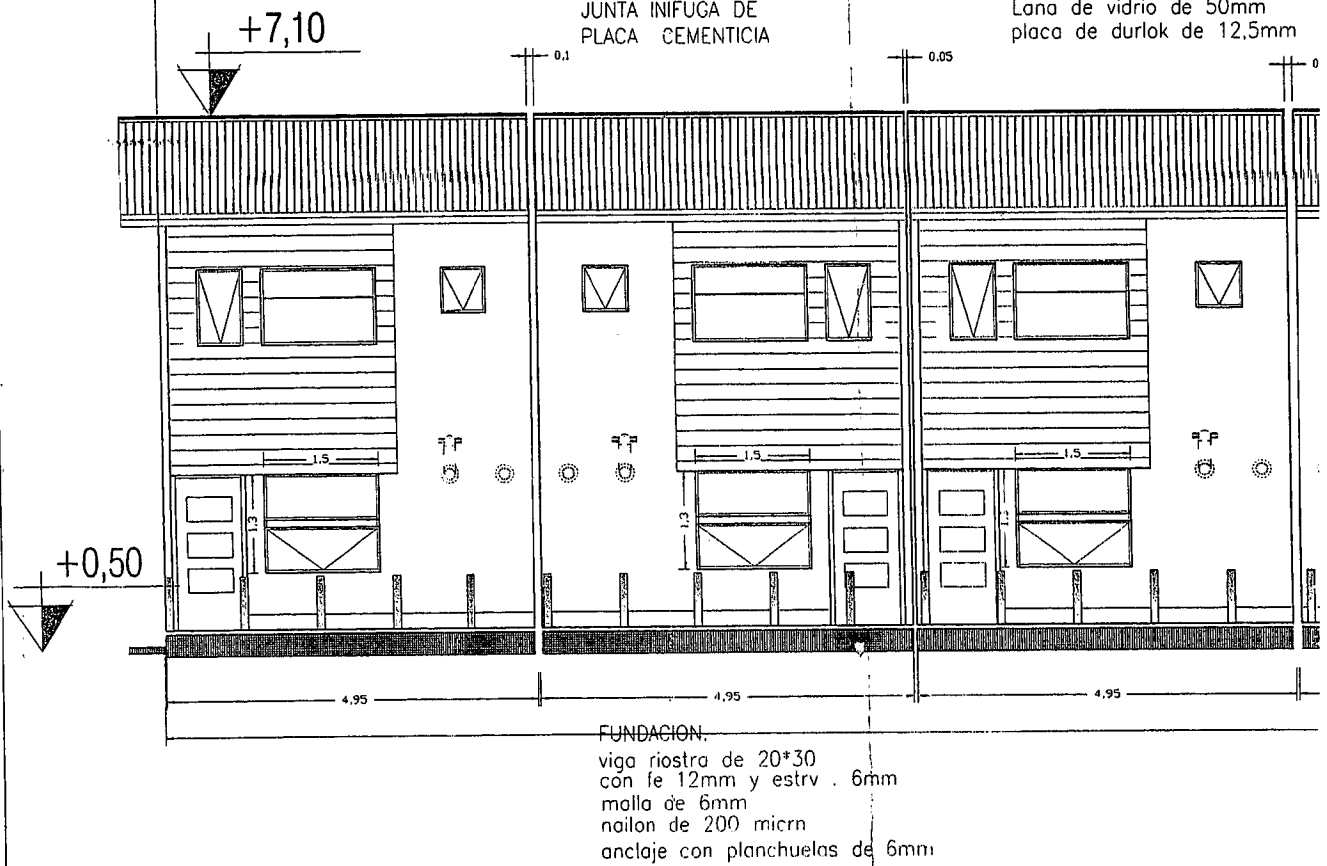 JUNTA INIFUGA DE
PLACA CEMENTICIA
Lana de vidrio de 50mm
placa de durlok de 12,5mm
+7,10
0,1
0,05
1,5
1,5
1,5
1,3
1,3
+0,50
4,95
4,95
4,95
FUNDACION.
viga riostra de 20*30
con fe 12mm y estrv . 6mm
malla de 6mm
nailon de 200 micrn
anclaje con planchuelas de 6mm